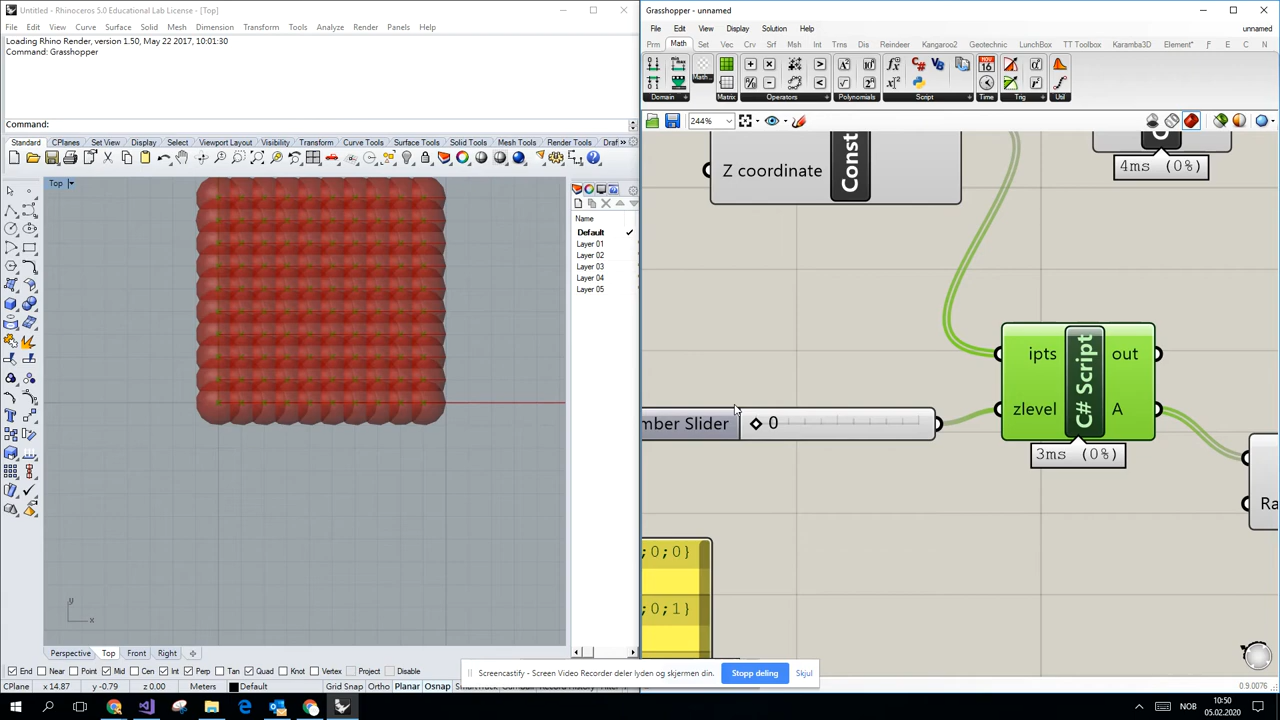 Untitled - Rhinoceros 5.0 Educational Lab License - [Top]
File Edit View Curve Surface Solid Mesh Dimension Transform Tools Analyze Render Panels Help
Loading Rhino Render, version 1.50, May 22 2017, 10:01:30
Command: Grasshopper
Command:
Standard CPlanes Set View Display Select Viewport Layout Visibility Transform Curve Tools Surface Tools Solid Tools Mesh Tools Render Tools Draf »
Top
Name
Default
Layer 01
Layer 02
Layer 03
Layer 04
Layer 05
y
x
Perspective Top Front Right
End Near Point Mid Cen Int Perp Tan Quad Knot Vertex Project Disable
CPlane x 14.87 y -0.79 z 0.00 Meters Default Grid Snap Ortho Planar Osnap
Grasshopper - unnamed
File Edit View Display Solution Help
unnamed
Prm Math Set Vec Crv Srf Msh Int Trns Dis Reindeer Kangaroo2 Geotechnic LunchBox TT Toolbox Karamba3D Element*
Domain Matrix Operators Polynomials Script Time Trig Util
244%
Z coordinate
Const
4ms (0%)
ipts
zlevel
C# Script
out
A
3ms (0%)
mber Slider
0
Ra
;0;0}
;0;1}
Screencastify - Screen Video Recorder deler lyden og skjermen din.
Stopp deling
Skjul
0.9.0076
NOB
10:50
05.02.2020